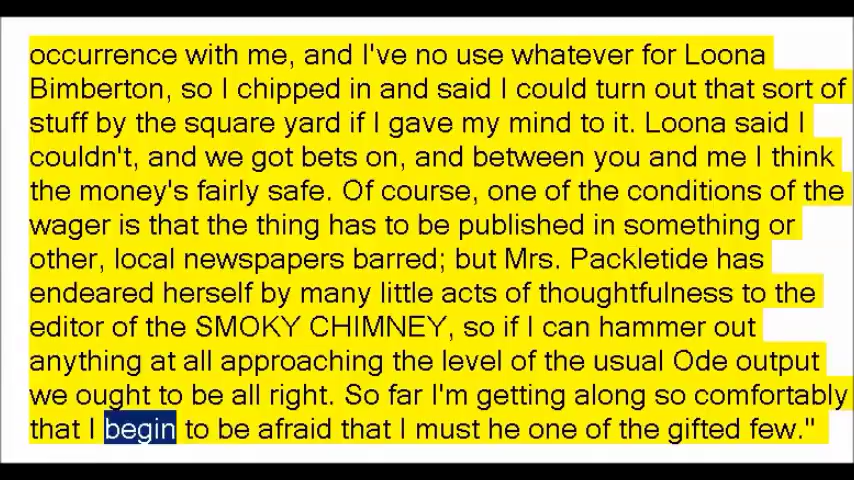 occurrence with me, and I've no use whatever for Loona
Bimberton, so I chipped in and said I could turn out that sort of
stuff by the square yard if I gave my mind to it. Loona said I
couldn't, and we got bets on, and between you and me I think
the money's fairly safe. Of course, one of the conditions of the
wager is that the thing has to be published in something or
other, local newspapers barred; but Mrs. Packletide has
endeared herself by many little acts of thoughtfulness to the
editor of the SMOKY CHIMNEY, so if I can hammer out
anything at all approaching the level of the usual Ode output
we ought to be all right. So far I'm getting along so comfortably
that I begin to be afraid that I must he one of the gifted few."